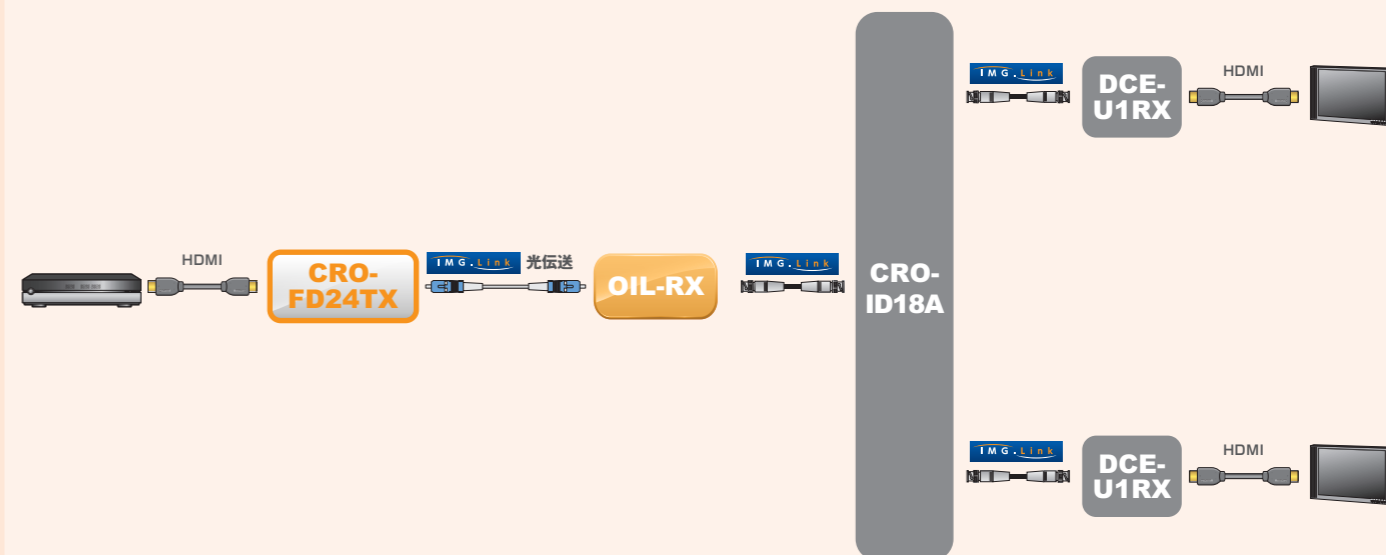 HDMI
CRO-
FD24TX
IMG.Link 光伝送
OIL-RX
IMG.Link
CRO-
ID18A
IMG.Link
DCE-
U1RX
HDMI
IMG.Link
DCE-
U1RX
HDMI